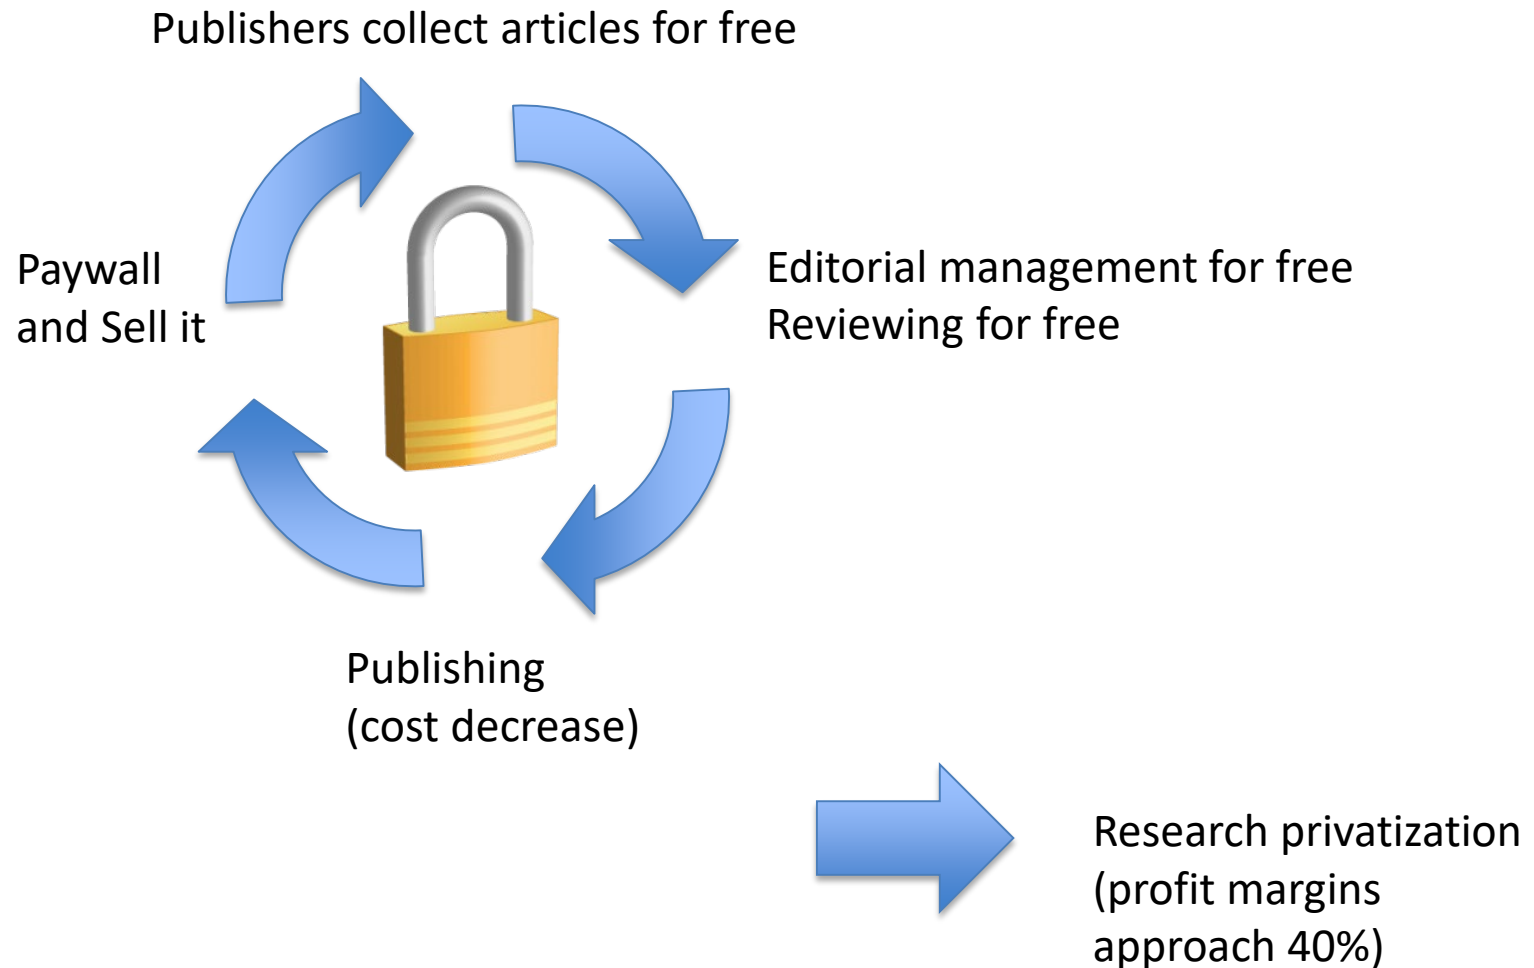 Publishers collect articles for free
Editorial management for free
Reviewing for free
Paywall
and Sell it
Publishing
(cost decrease)
Research privatization
(profit margins
approach 40%)